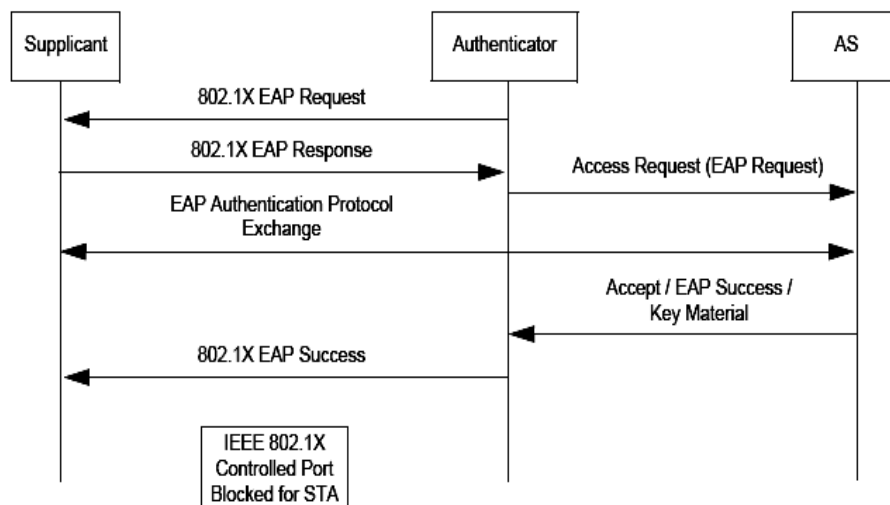 Supplicant
Authenticator
AS
802.1X EAP Request
802.1X EAP Response
Access Request (EAP Request)
EAP Authentication Protocol
Exchange
Accept / EAP Success /
Key Material
802.1X EAP Success
IEEE 802.1X
Controlled Port
Blocked for STA